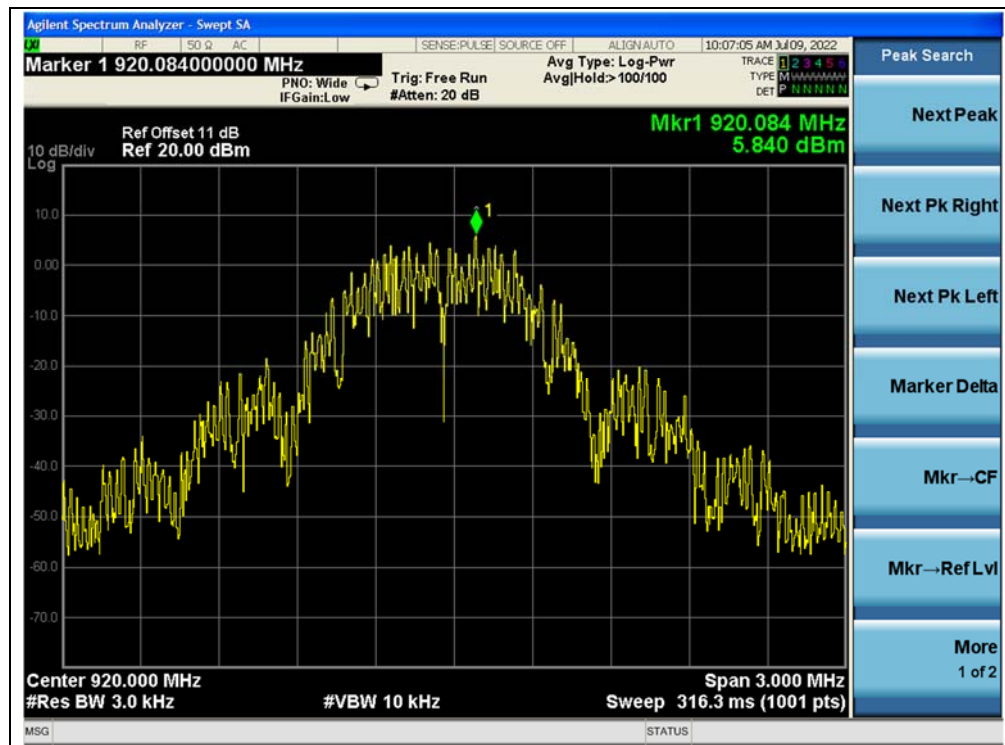 Agilent Spectrum Analyzer - Swept SA
LXI RF 50 Ω AC SENSE:PULSE SOURCE OFF ALIGN AUTO 10:07:05 AM Jul 09, 2022
Marker 1 920.084000000 MHz
PNO: Wide
IFGain:Low
Trig: Free Run
#Atten: 20 dB
Avg Type: Log-Pwr
Avg|Hold:>100/100
TRACE 1 2 3 4 5 6
TYPE M WWWWW
DET P N N N N N
Peak Search
Ref Offset 11 dB
Ref 20.00 dBm
10 dB/div
Log
Mkr1 920.084 MHz
5.840 dBm
1
10.0
0.00
-10.0
-20.0
-30.0
-40.0
-50.0
-60.0
-70.0
Center 920.000 MHz
Span 3.000 MHz
#Res BW 3.0 kHz
#VBW 10 kHz
Sweep 316.3 ms (1001 pts)
MSG
STATUS
Next Peak
Next Pk Right
Next Pk Left
Marker Delta
Mkr→CF
Mkr→Ref Lvl
More
1 of 2